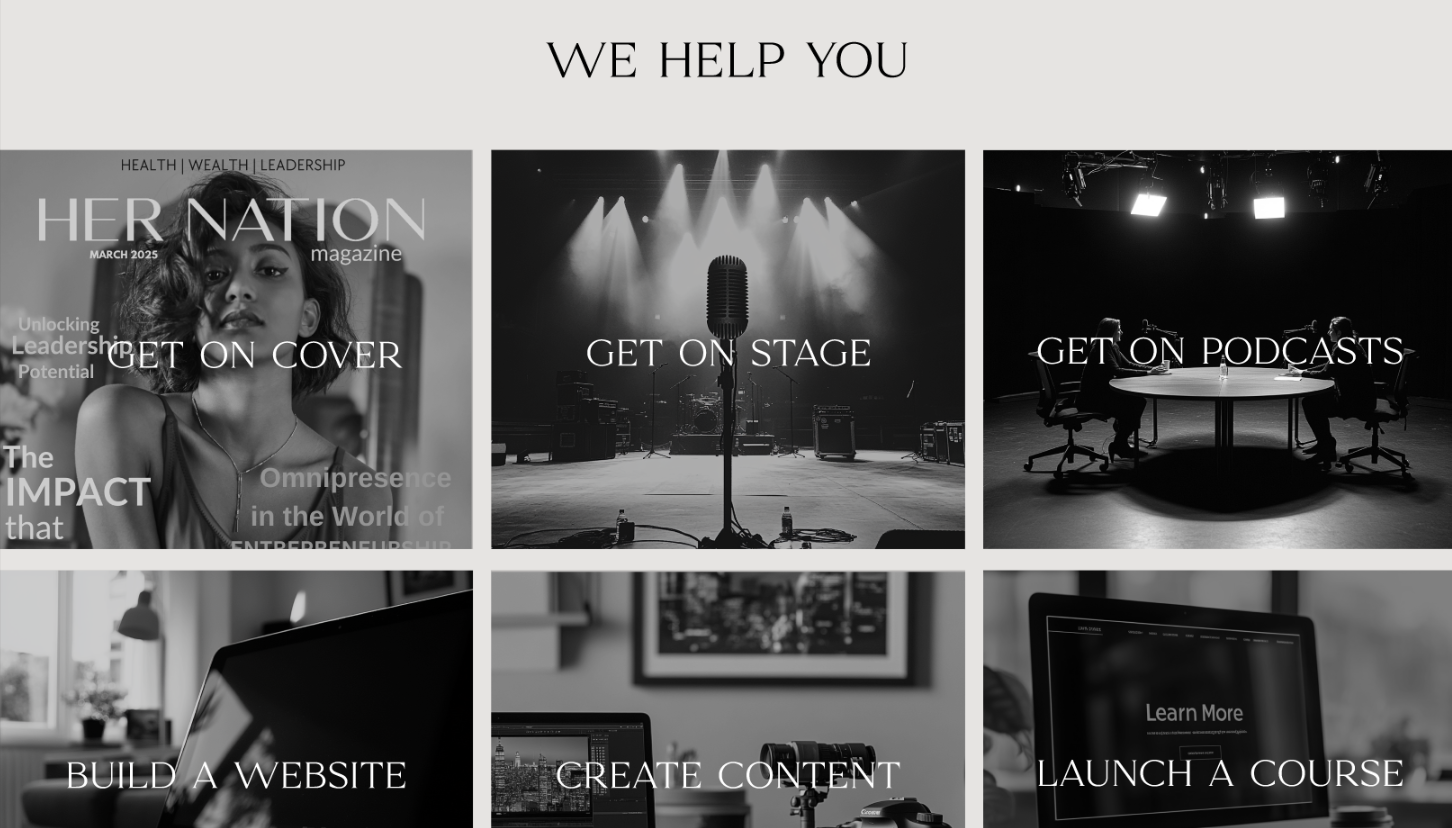 WE HELP YOU
HEALTH | WEALTH | LEADERSHIP
HER NATION
MARCH 2025
magazine
Unlocking
Leadership
Potential
GET ON COVER
The
IMPACT
that
Omnipresence
in the World of
ENTREPRENEURSHIP
GET ON STAGE
GET ON PODCASTS
BUILD A WEBSITE
CREATE CONTENT
Canon
Learn More
LAUNCH A COURSE